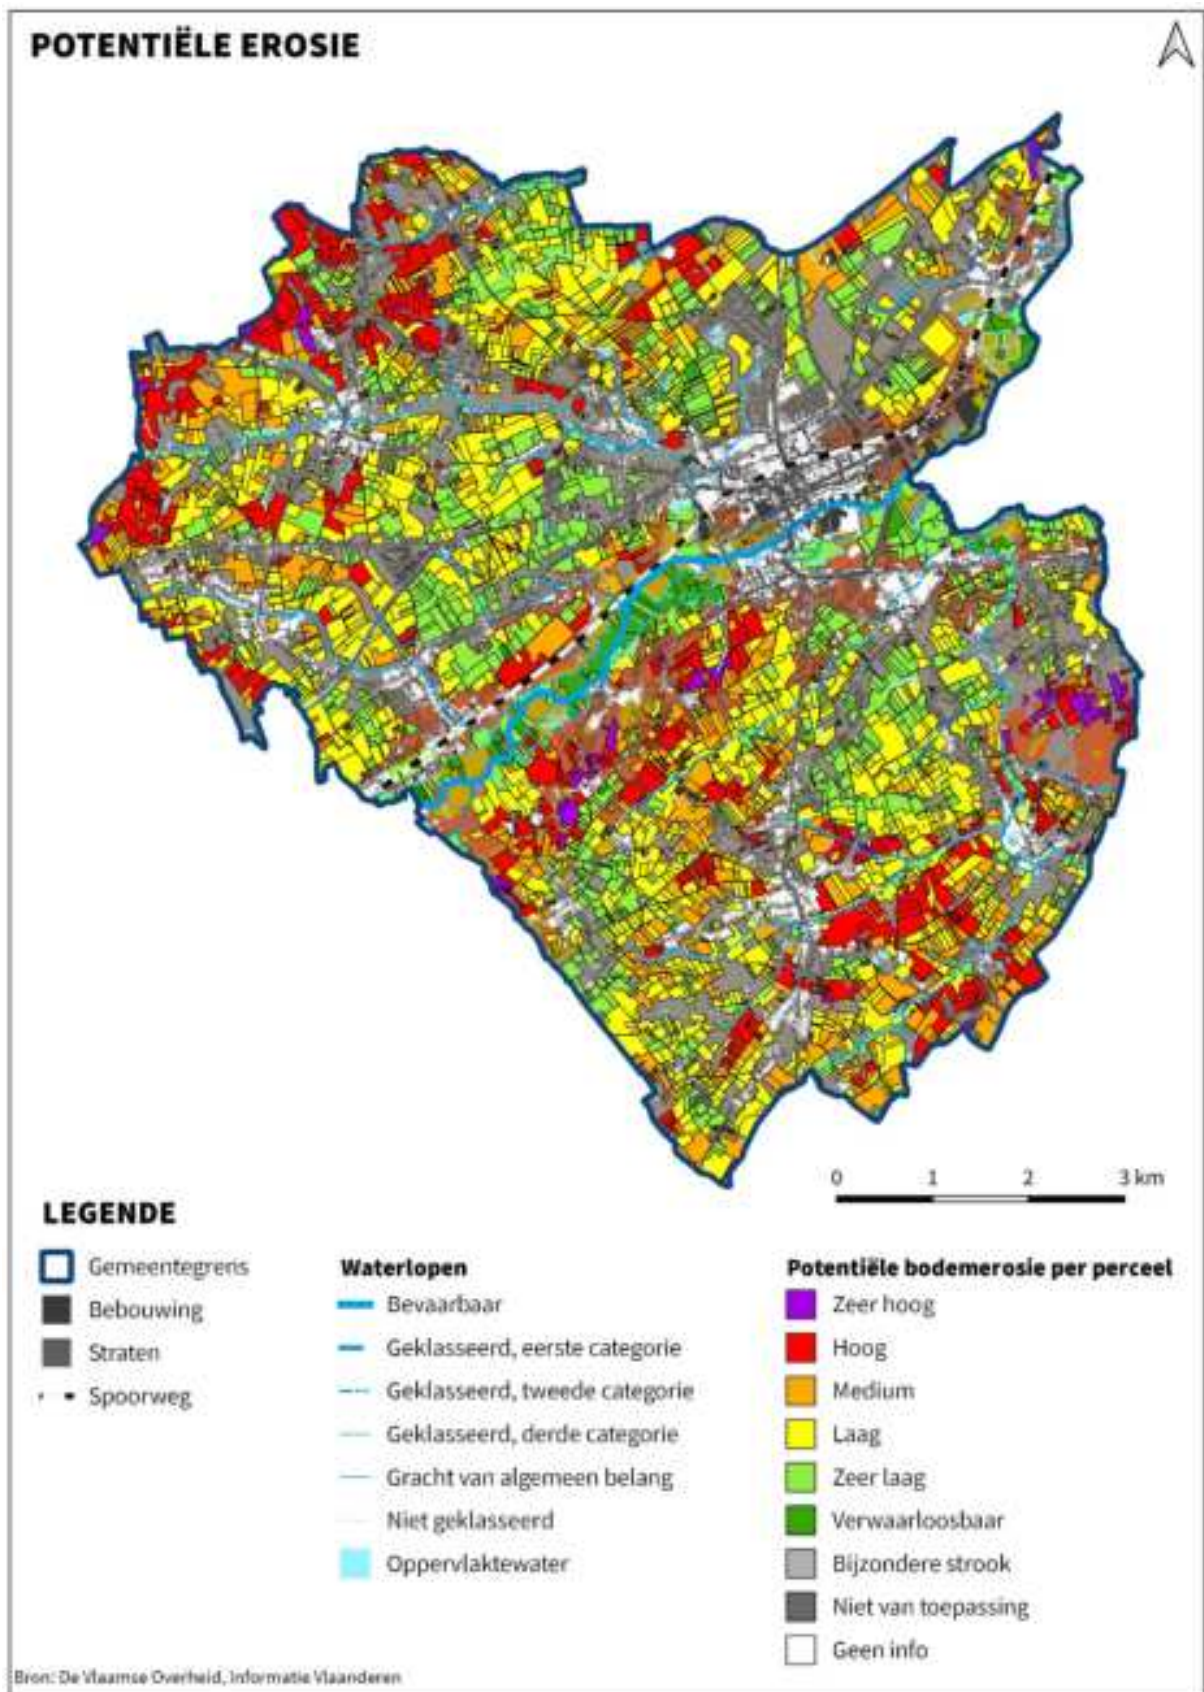 POTENTIËLE EROSIE
0 1 2 3 km
LEGENDE
Gemeentegrens
Bebouwing
Straten
Spoorweg
Waterlopen
Bevaarbaar
Geklasseerd, eerste categorie
Geklasseerd, tweede categorie
Geklasseerd, derde categorie
Gracht van algemeen belang
Niet geklasseerd
Oppervlaktewater
Potentiële bodemerosie per perceel
Zeer hoog
Hoog
Medium
Laag
Zeer laag
Verwaarloosbaar
Bijzondere strook
Niet van toepassing
Geen info
Bron: De Vlaamse Overheid, Informatie Vlaanderen